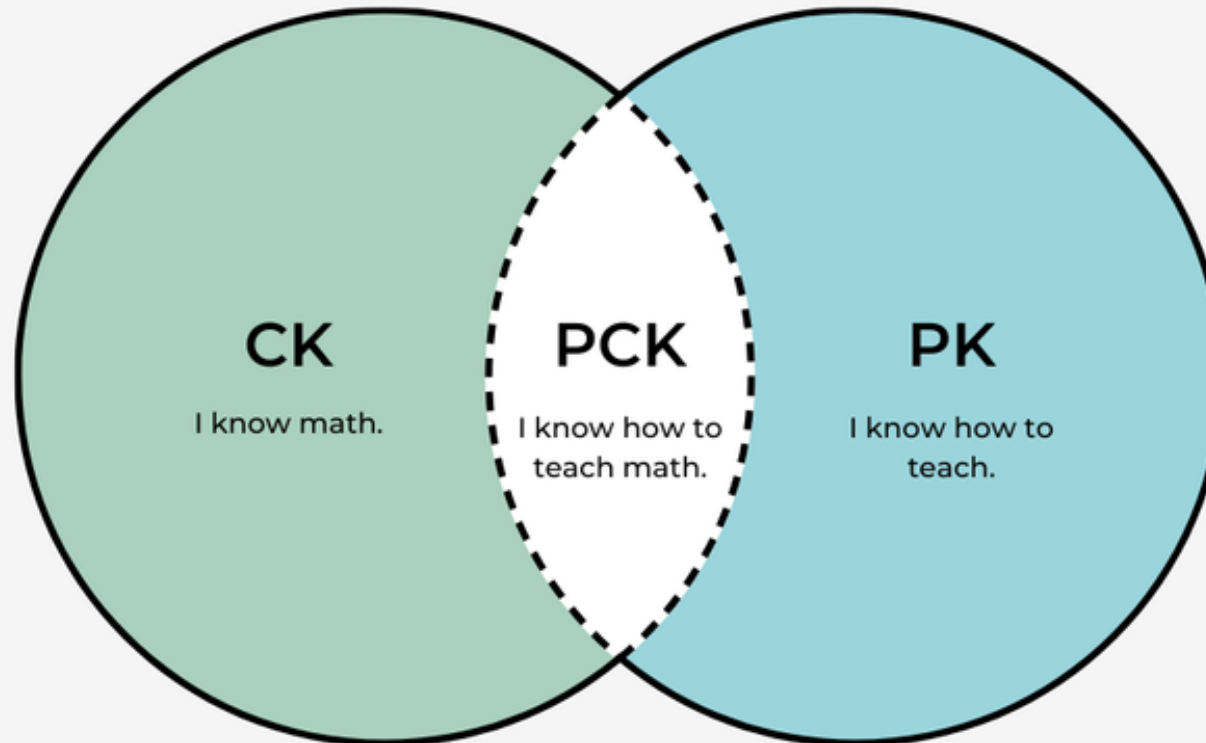 CK
I know math.
PCK
I know how to
teach math.
PK
I know how to
teach.